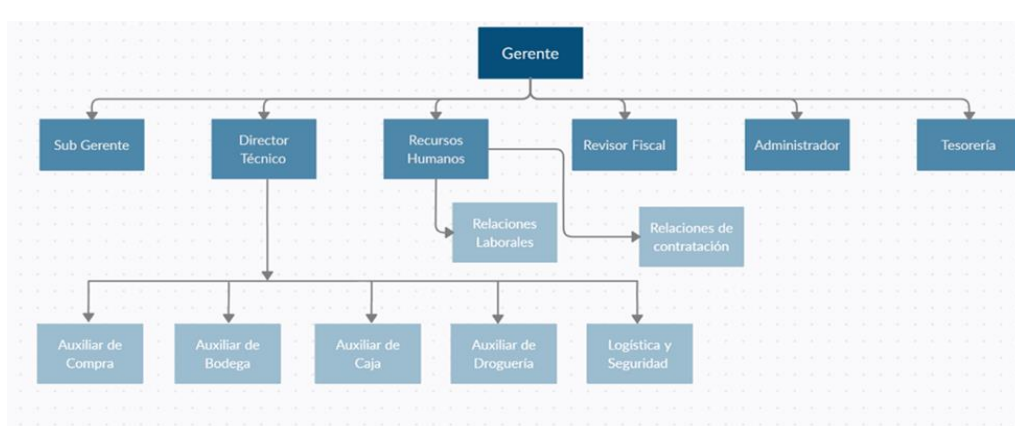 Gerente
Sub Gerente
Director
Técnico
Recursos
Humanos
Revisor Fiscal
Administrador
Tesorería
Relaciones
Laborales
Relaciones de
contratación
Auxiliar de
Compra
Auxiliar de
Bodega
Auxiliar de
Caja
Auxiliar de
Droguería
Logística y
Seguridad